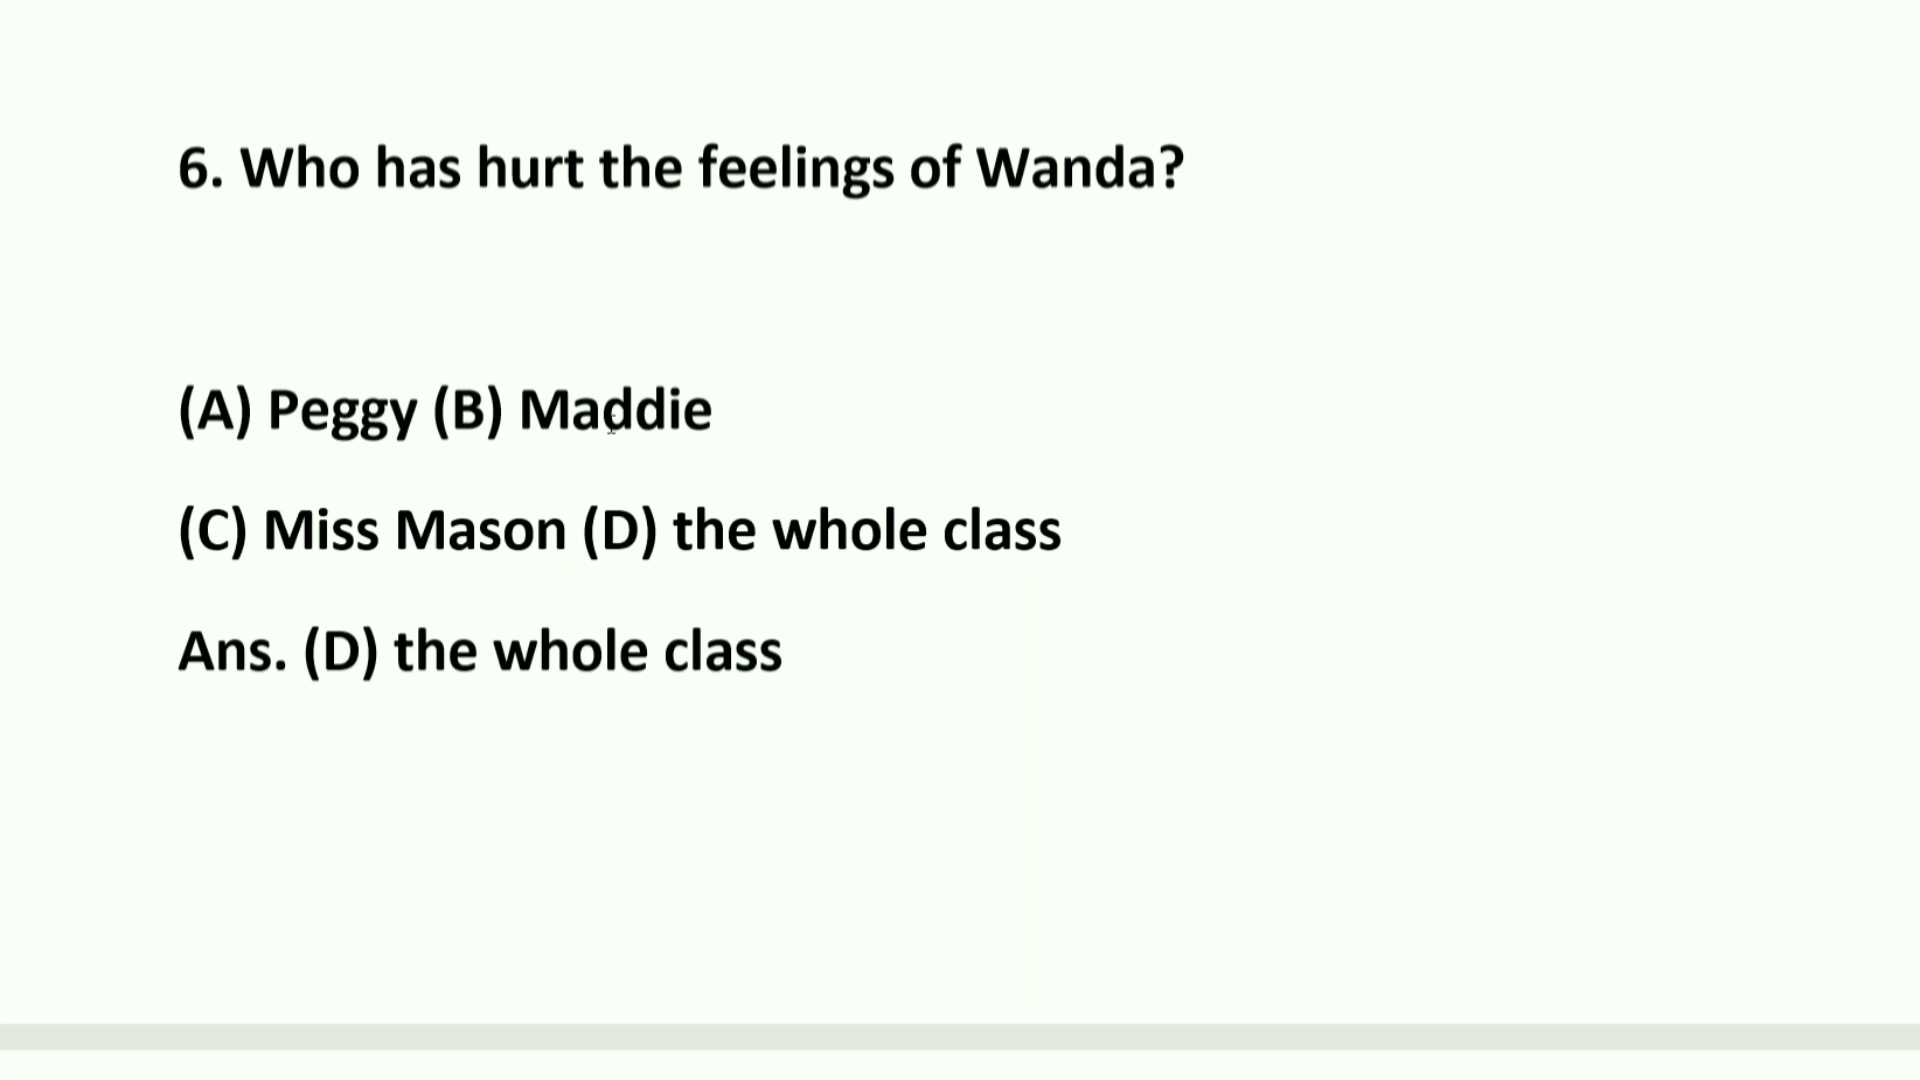 6. Who has hurt the feelings of Wanda?
(A) Peggy (B) Maddie
(C) Miss Mason (D) the whole class
Ans. (D) the whole class